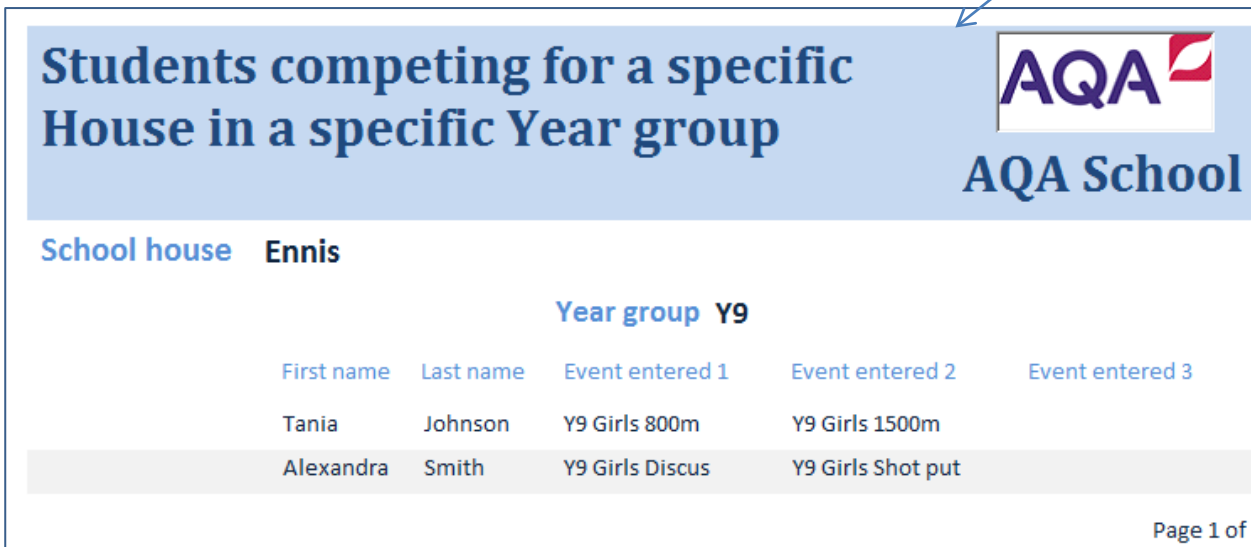 Students competing for a specific
House in a specific Year group
AQA
AQA School
School house Ennis
Year group Y9
First name Last name Event entered 1 Event entered 2 Event entered 3
Tania Johnson Y9 Girls 800m Y9 Girls 1500m
Alexandra Smith Y9 Girls Discus Y9 Girls Shot put
Page 1 of